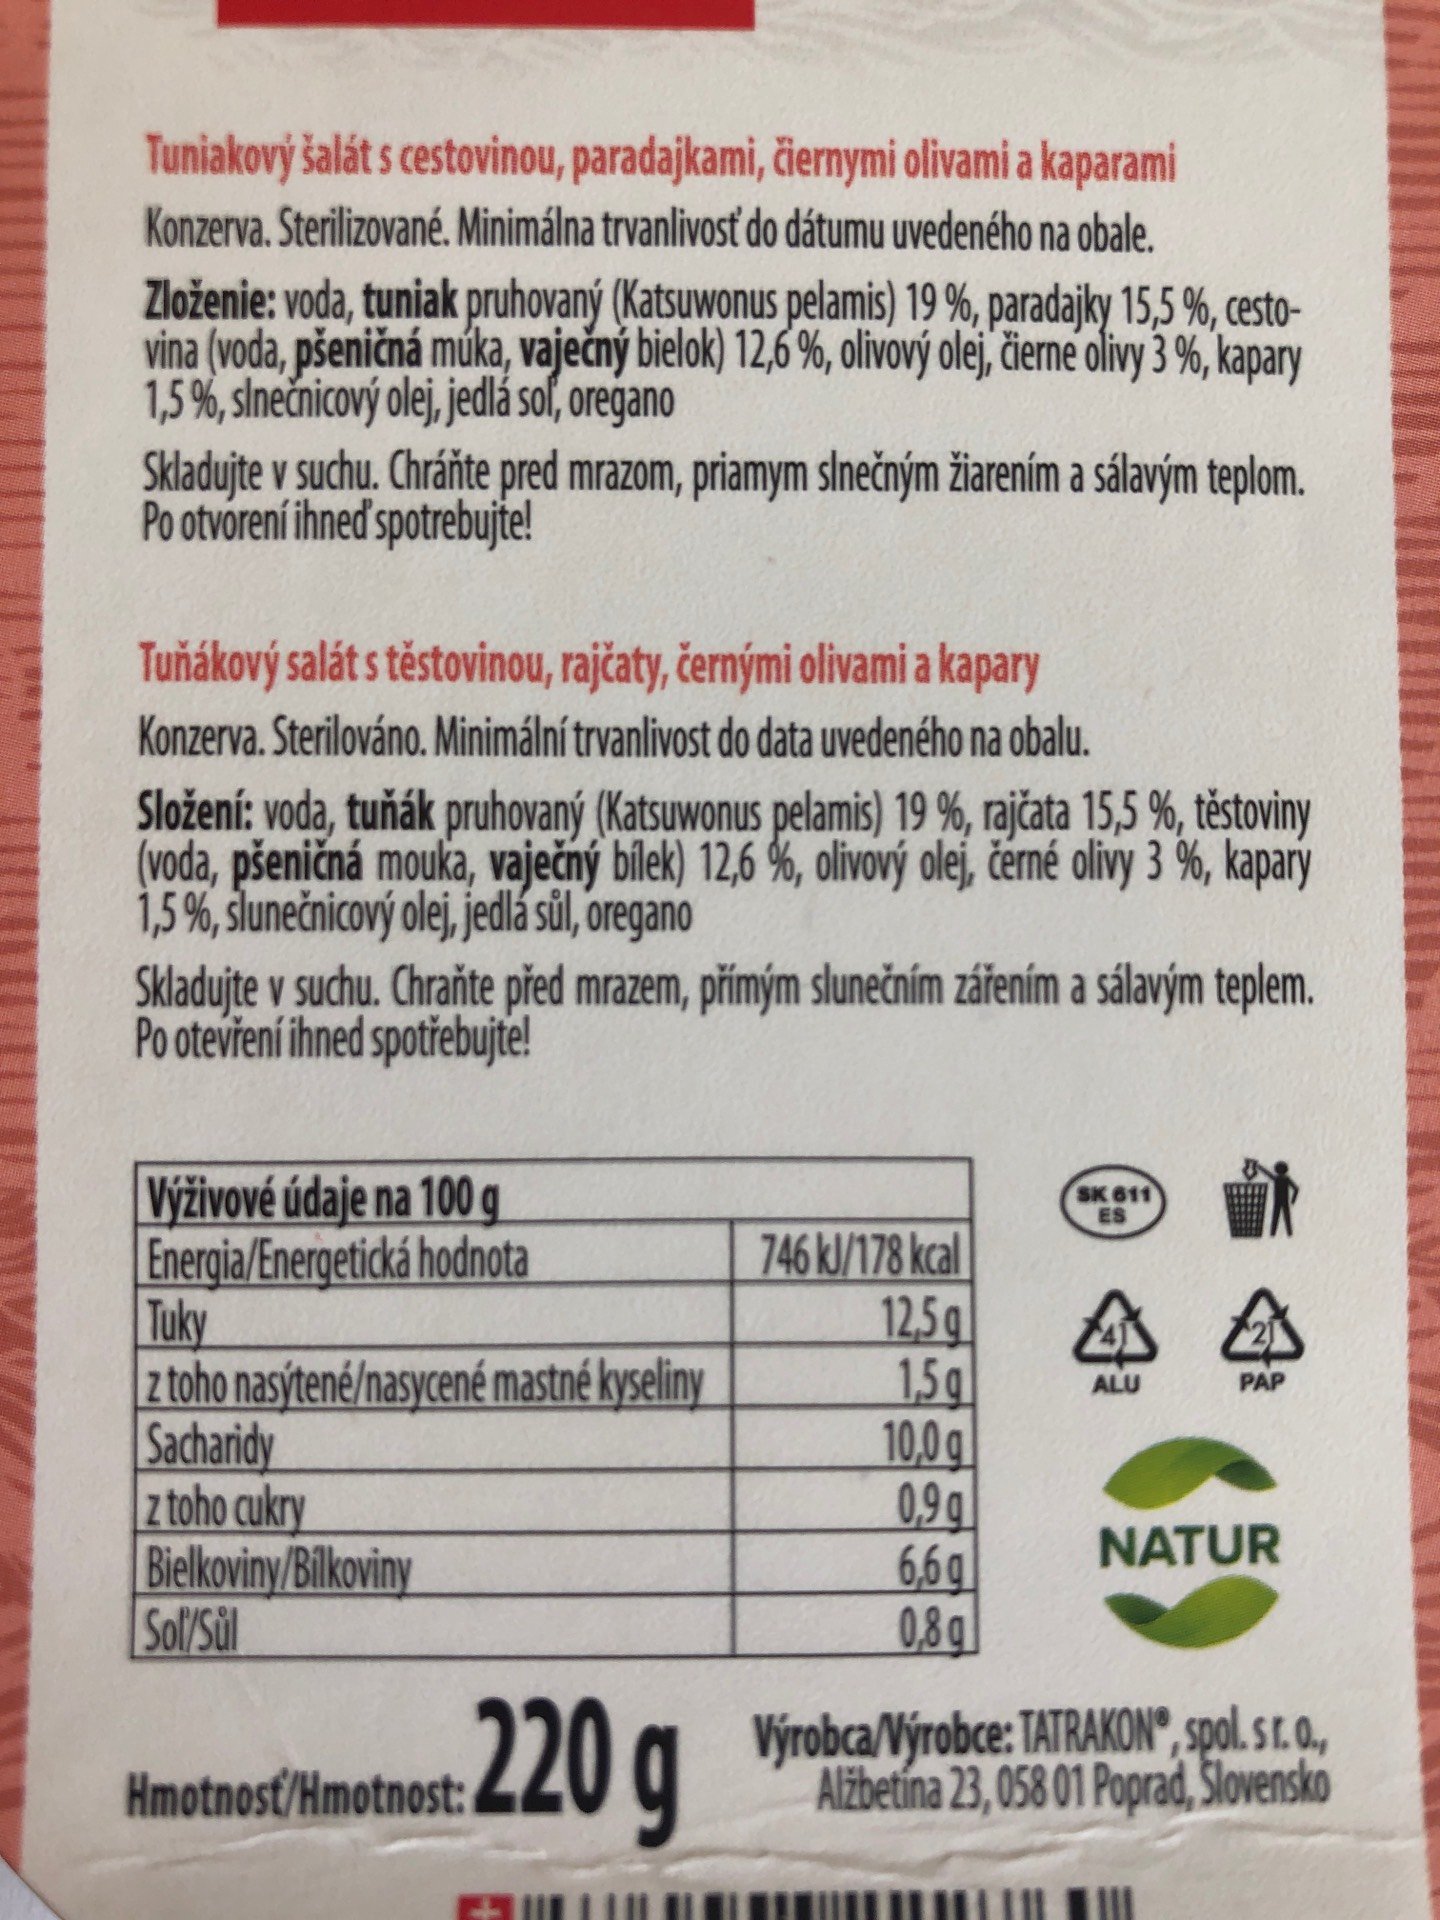 Tuniakový šalát s cestovinou, paradajkami, čiernymi olivami a kaparami
Konzerva. Sterilizované. Minimálna trvanlivosť do dátumu uvedeného na obale.
Zloženie: voda, tuniak pruhovaný (Katsuwonus pelamis) 19 %, paradajky 15,5 %, cesto-
vina (voda, pšeničná múka, vaječný bielok) 12,6 %, olivový olej, čierne olivy 3 %, kapary
1,5 %, slnečnicový olej, jedlá soľ, oregano
Skladujte v suchu. Chráňte pred mrazom, priamym slnečným žiarením a sálavým teplom.
Po otvorení ihneď spotrebujte!
Tuňákový salát s těstovinou, rajčaty, černými olivami a kapary
Konzerva. Sterilováno. Minimální trvanlivost do data uvedeného na obalu.
Složení: voda, tuňák pruhovaný (Katsuwonus pelamis) 19 %, rajčata 15,5 %, těstoviny
(voda, pšeničná mouka, vaječný bílek) 12,6 %, olivový olej, černé olivy 3 %, kapary
1,5 %, slunečnicový olej, jedlá sůl, oregano
Skladujte v suchu. Chraňte před mrazem, přímým slunečním zářením a sálavým teplem.
Po otevření ihned spotřebujte!
Výživové údaje na 100 g
Energia/Energetická hodnota 746 kJ/178 kcal
Tuky 12,5 g
z toho nasýtené/nasycené mastné kyseliny 1,5 g
Sacharidy 10,0 g
z toho cukry 0,9 g
Bielkoviny/Bílkoviny 6,6 g
Soľ/Sůl 0,8 g
SK 611
ES
41
ALU
21
PAP
NATUR
Hmotnosť/Hmotnost: 220 g
Výrobca/Výrobce: TATRAKON®, spol. s r. o.,
Alžbetina 23, 058 01 Poprad, Slovensko